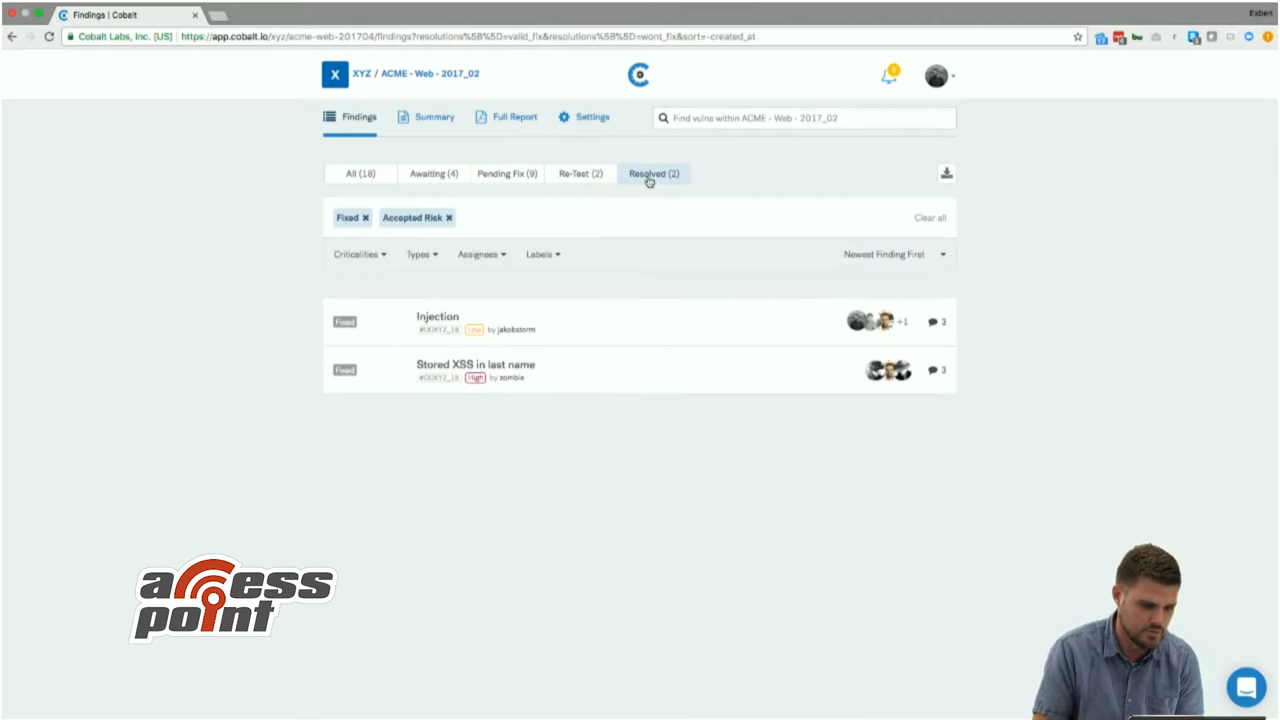 Findings | Cobalt
Esben
Cobalt Labs, Inc. [US] | https://app.cobalt.io/xyz/acme-web-201704/findings?resolutions%5B%5D=valid_fix&resolutions%5B%5D=wont_fix&sort=-created_at
X XYZ / ACME - Web - 2017_02
Findings Summary Full Report Settings Find vulns within ACME - Web - 2017_02
All (18) Awaiting (4) Pending Fix (9) Re-Test (2) Resolved (2)
Fixed × Accepted Risk × Clear all
Criticalities Types Assignees Labels Newest Finding First
Injection
Fixed +1 3
Low by jakobstorm
Stored XSS in last name
Fixed 3
High by zombie
access
point